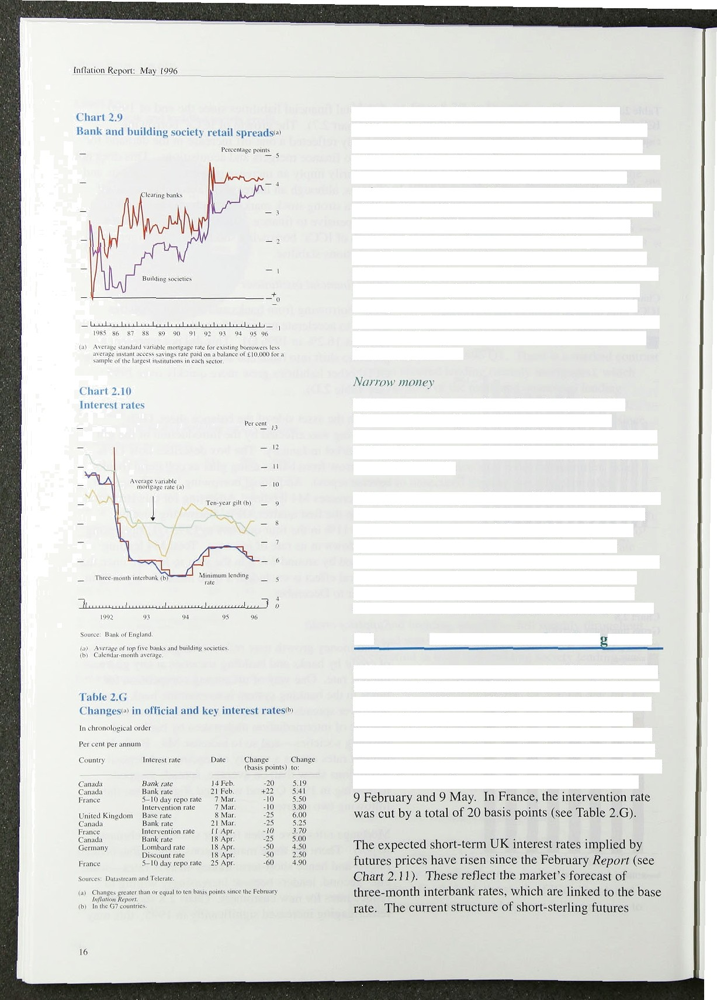 Inflation Report: May 1996
Chart 2.9
Bank and building society retail spreads(a)
Percentage points
5
4
3
2
1
+
0
−
1
Clearing banks
Building societies
1985 86 87 88 89 90 91 92 93 94 95 96
(a) Average standard variable mortgage rate for existing borrowers less
average instant access savings rate paid on a balance of £10,000 for a
sample of the largest institutions in each sector.
Chart 2.10
Interest rates
Per cent
13
12
11
10
9
8
7
6
5
4
0
Average variable
mortgage rate (a)
Ten-year gilt (b)
Three-month interbank (b)
Minimum lending
rate
1992 93 94 95 96
Source: Bank of England.
(a) Average of top five banks and building societies.
(b) Calendar-month average.
Table 2.G
Changes(a) in official and key interest rates(b)
In chronological order
Per cent per annum
Country Interest rate Date Change Change
(basis points) to:
Canada Bank rate 14 Feb. -20 5.19
Canada Bank rate 21 Feb. +22 5.41
France 5–10 day repo rate 7 Mar. -10 5.50
Intervention rate 7 Mar. -10 3.80
United Kingdom Base rate 8 Mar. -25 6.00
Canada Bank rate 21 Mar. -25 5.25
France Intervention rate 11 Apr. -10 3.70
Canada Bank rate 18 Apr. -25 5.00
Germany Lombard rate 18 Apr. -50 4.50
Discount rate 18 Apr. -50 2.50
France 5–10 day repo rate 25 Apr. -60 4.90
Sources: Datastream and Telerate.
(a) Changes greater than or equal to ten basis points since the February
Inflation Report.
(b) In the G7 countries.
Narrow money
g
9 February and 9 May. In France, the intervention rate
was cut by a total of 20 basis points (see Table 2.G).
The expected short-term UK interest rates implied by
futures prices have risen since the February Report (see
Chart 2.11). These reflect the market's forecast of
three-month interbank rates, which are linked to the base
rate. The current structure of short-sterling futures
16